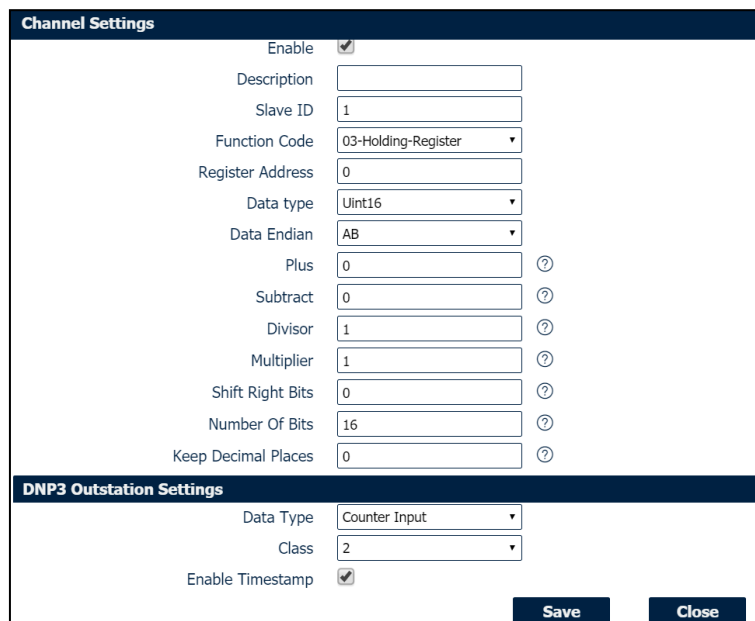 Channel Settings
Enable
Description
Slave ID 1
Function Code 03-Holding-Register
Register Address 0
Data type Uint16
Data Endian AB
Plus 0 ?
Subtract 0 ?
Divisor 1 ?
Multiplier 1 ?
Shift Right Bits 0 ?
Number Of Bits 16 ?
Keep Decimal Places 0 ?
DNP3 Outstation Settings
Data Type Counter Input
Class 2
Enable Timestamp
Save Close